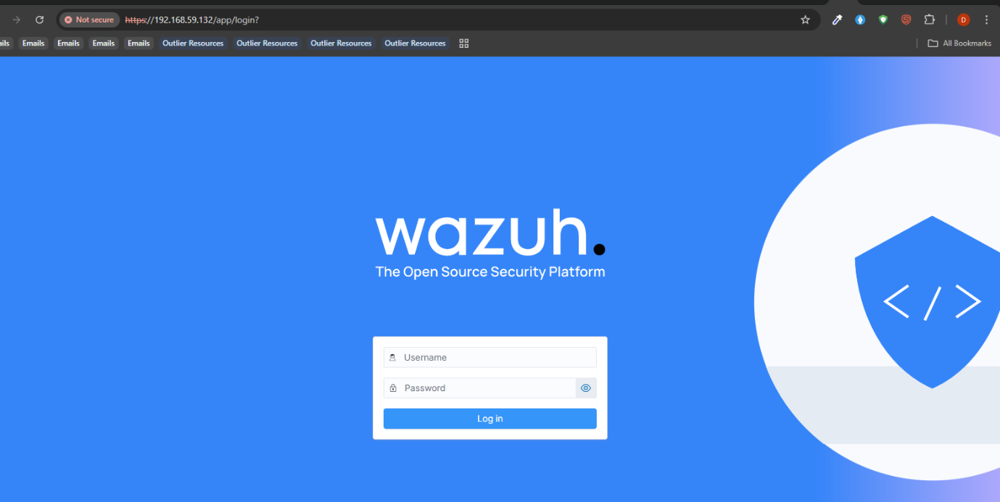 Not secure https://192.168.59.132/app/login? D
ails Emails Emails Emails Emails Outlier Resources Outlier Resources Outlier Resources Outlier Resources All Bookmarks
wazuh.
The Open Source Security Platform
</>
Username
Password
Log in